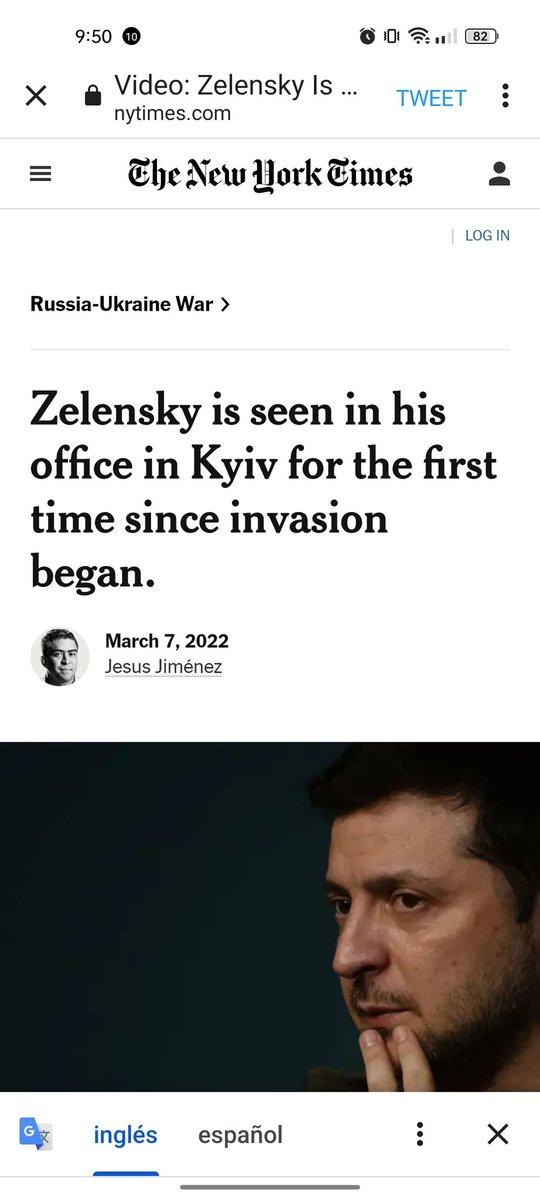 9:50 10 82
Video: Zelensky Is ...
nytimes.com
TWEET
The New York Times
LOG IN
Russia-Ukraine War
Zelensky is seen in his
office in Kyiv for the first
time since invasion
began.
March 7, 2022
Jesus Jiménez
G 文
inglés español